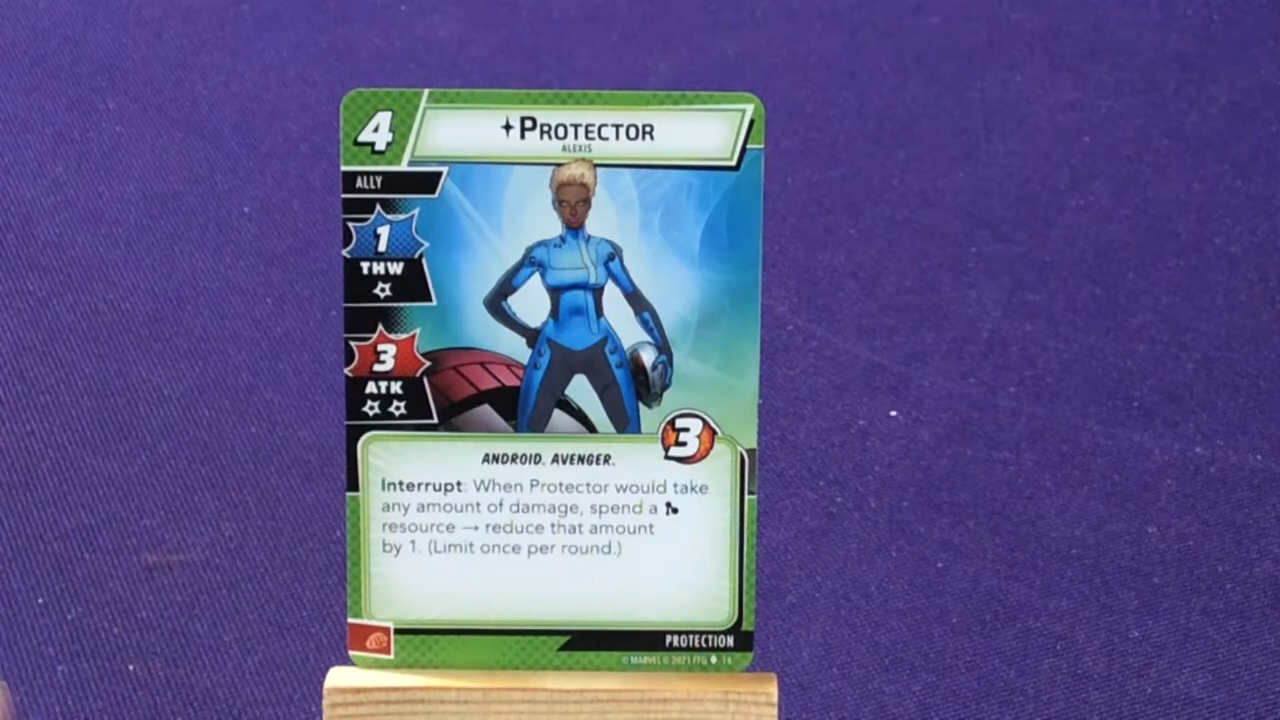 4
PROTECTOR
ALEXIS
ALLY
1
THW
3
ATK
3
ANDROID. AVENGER.
Interrupt: When Protector would take
any amount of damage, spend a
resource → reduce that amount
by 1. (Limit once per round.)
PROTECTION
© MARVEL © 2021 FFG 16